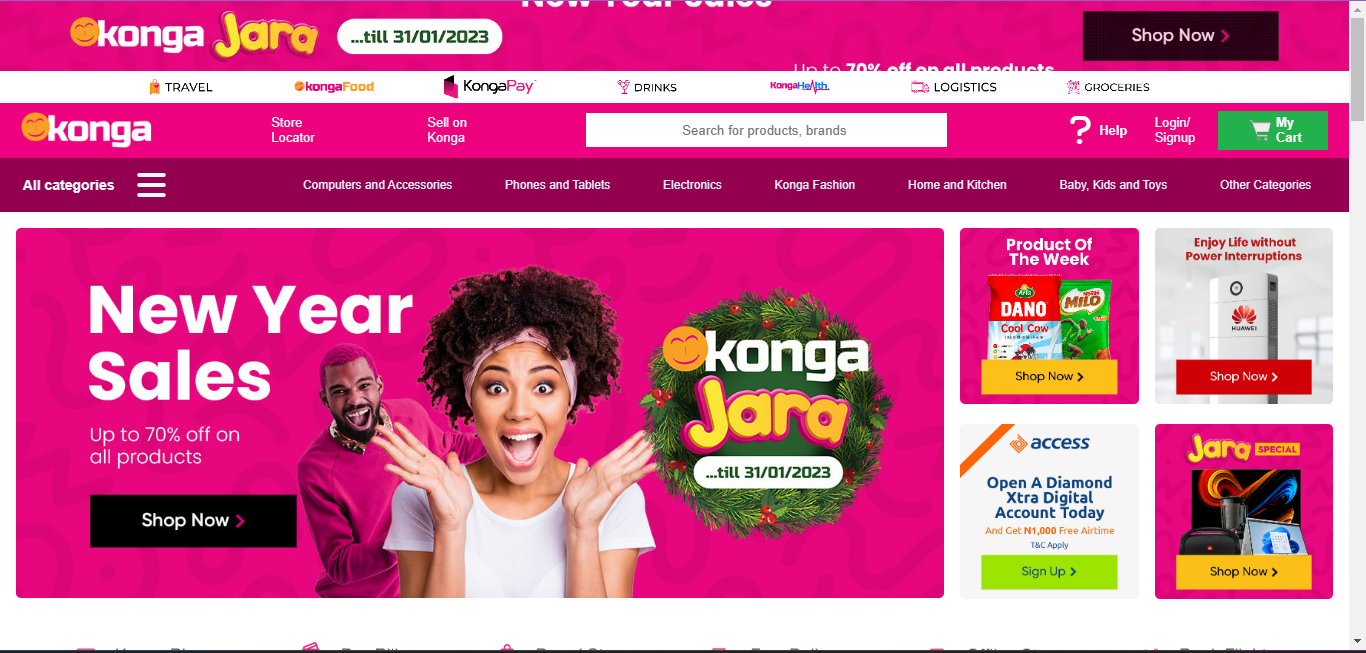 New Year Sales
konga Jara ...till 31/01/2023
Shop Now
Up to 70% off on all products
TRAVEL
kongaFood
KongaPay
DRINKS
KongaHealth
LOGISTICS
GROCERIES
konga
Store
Locator
Sell on
Konga
Search for products, brands
Help
Login/
Signup
My
Cart
All categories
Computers and Accessories
Phones and Tablets
Electronics
Konga Fashion
Home and Kitchen
Baby, Kids and Toys
Other Categories
New Year
Sales
Up to 70% off on
all products
Shop Now
konga
Jara
...till 31/01/2023
Product Of
The Week
Arla
DANO
Cool Cow
Nestlé
MILO
Shop Now
Enjoy Life without
Power Interruptions
HUAWEI
Shop Now
access
Open A Diamond
Xtra Digital
Account Today
And Get N1,000 Free Airtime
T&C Apply
Sign Up
Jara SPECIAL
Shop Now